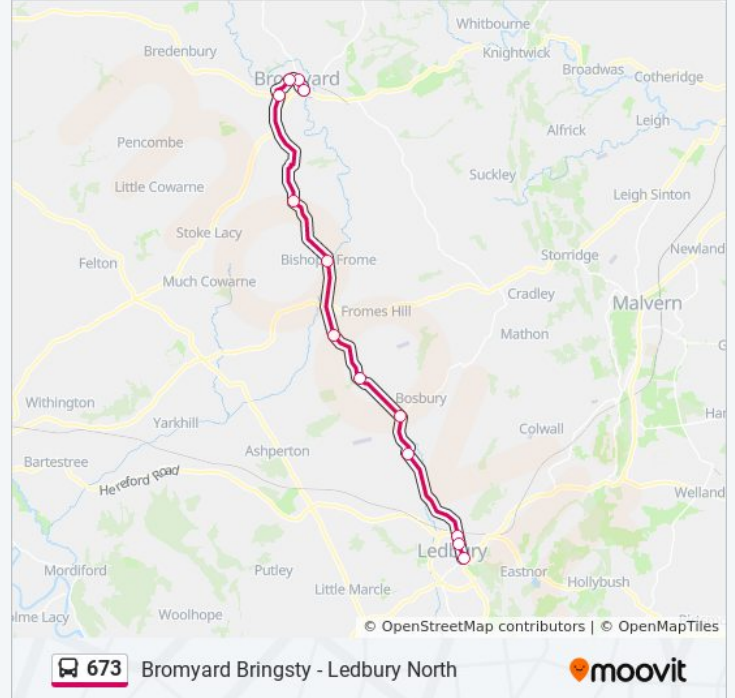 Whitbourne
Bredenbury
Knightwick
Broadwas
Bromyard
Cotheridge
Leigh
Alfrick
Pencombe
Suckley
Little Cowarne
Leigh Sinton
Stoke Lacy
Newland
Storridge
Bishop's Frome
Felton
Much Cowarne
Cradley
Malvern
Fromes Hill
Mathon
Bosbury
Withington
Yarkhill
Colwall
Ashperton
Bartestree
Hereford Road
Welland
Ledbury
Mordiford
Putley
Eastnor
Hollybush
Little Marcle
Woolhope
© OpenStreetMap contributors | © OpenMapTiles
673 Bromyard Bringsty - Ledbury North
moovit